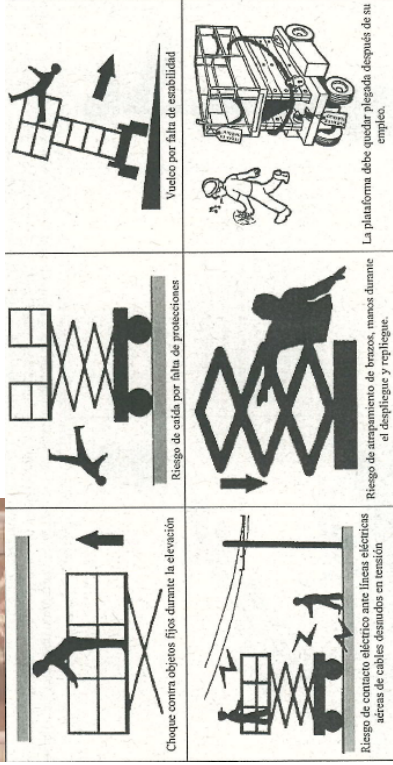 Choque contra objetos fijos durante la elevación
Riesgo de caída por falta de protecciones
Vuelco por falta de estabilidad
Riesgo de contacto eléctrico ante líneas eléctricas
aéreas de cables desnudos en tensión
Riesgo de atrapamiento de brazos, manos durante
el despliegue y repliegue.
La plataforma debe quedar plegada después de su
empleo.